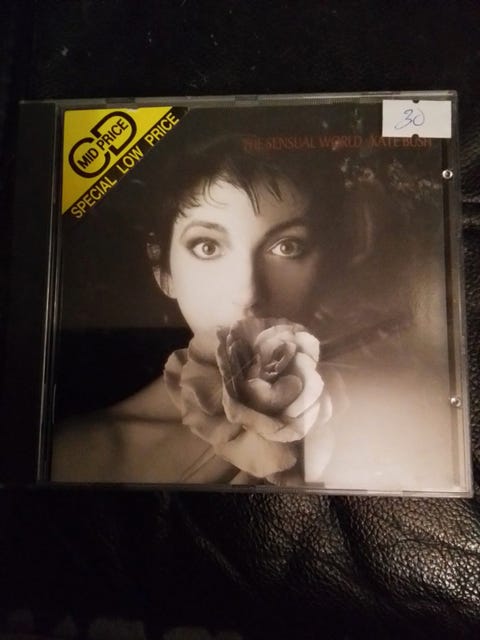 CD
MID PRICE
SPECIAL LOW PRICE
30
THE SENSUAL WORLD · KATE BUSH